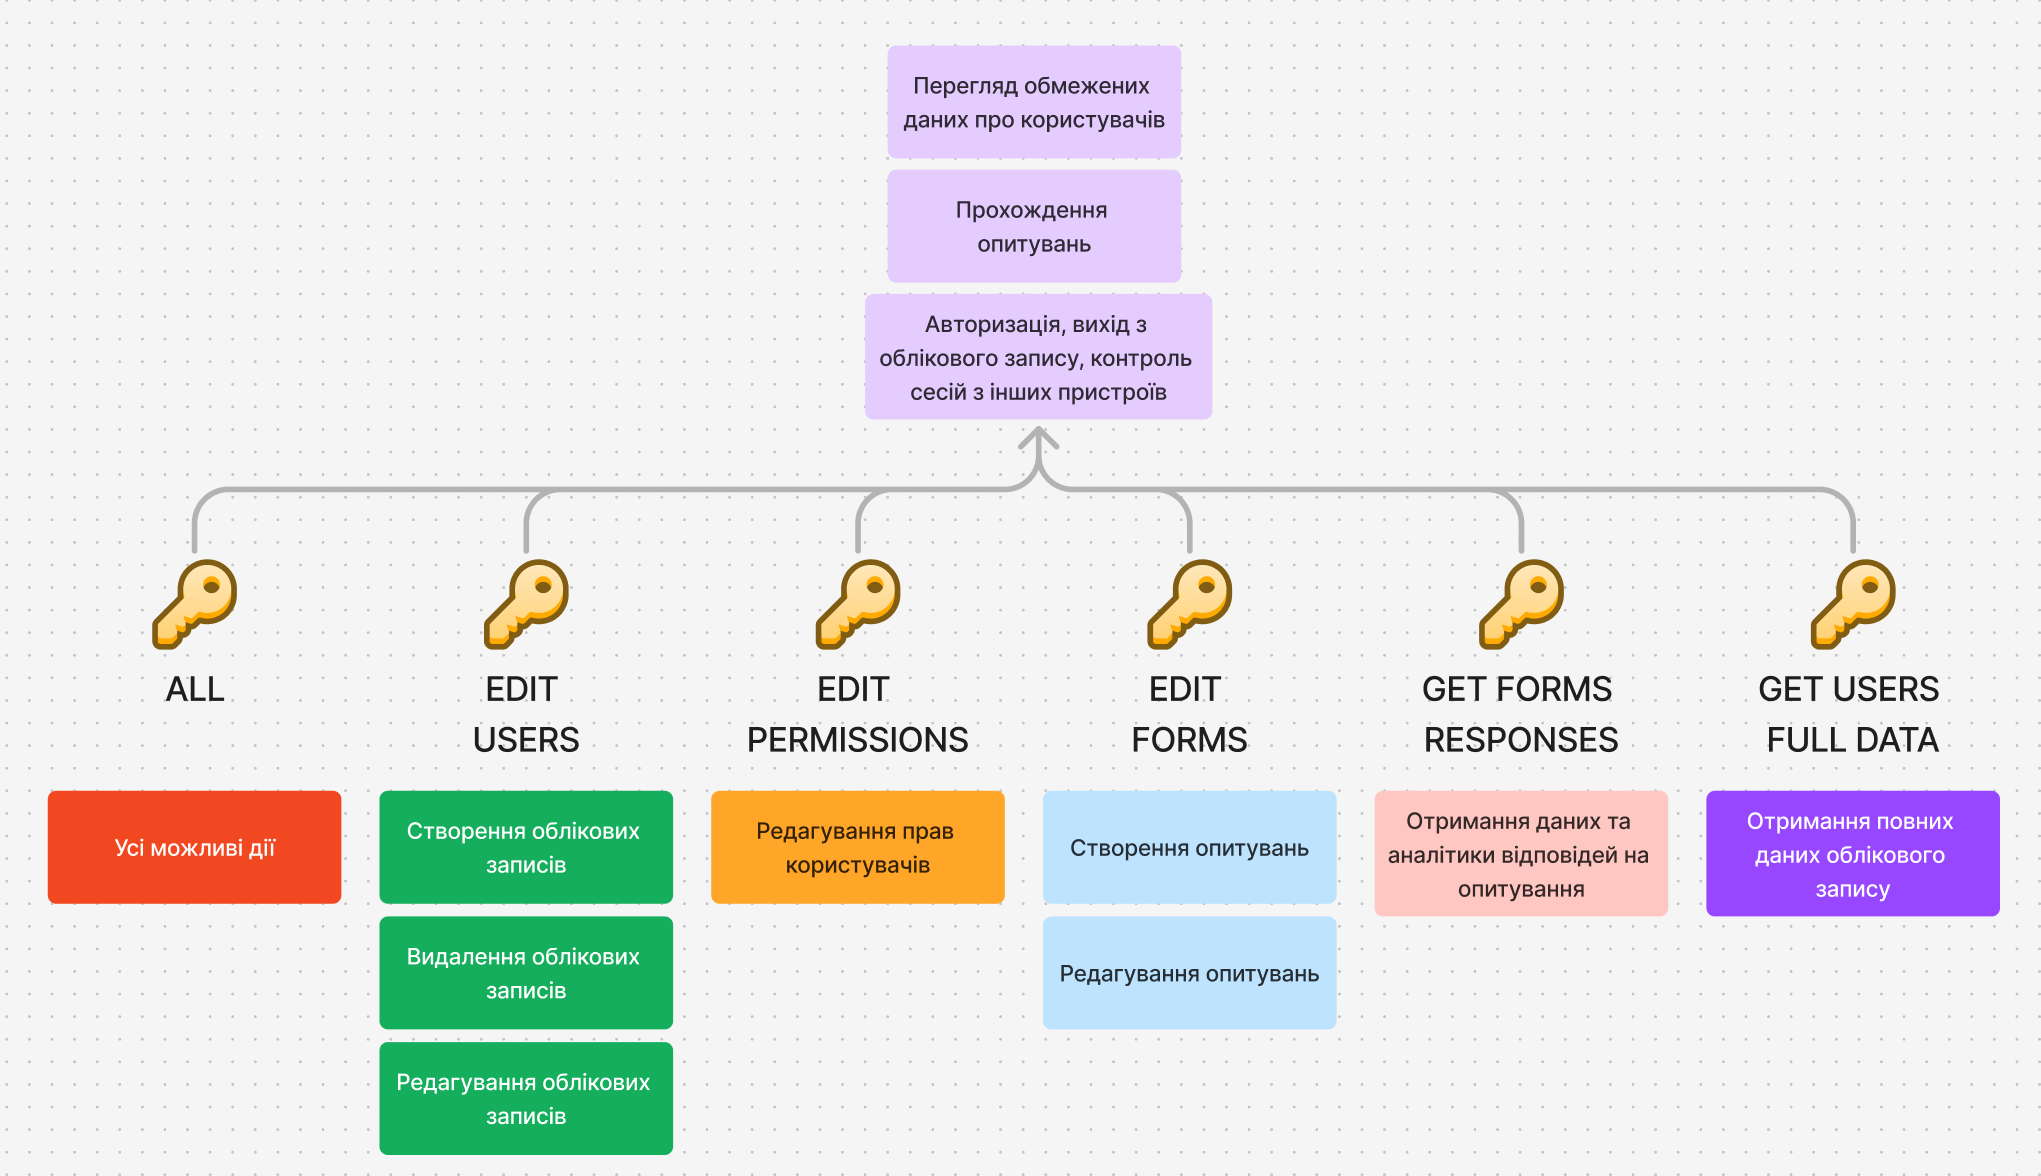 Перегляд обмежених
даних про користувачів
Прохождення
опитувань
Авторизація, вихід з
облікового запису, контроль
сесій з інших пристроїв
ALL
EDIT
USERS
EDIT
PERMISSIONS
EDIT
FORMS
GET FORMS
RESPONSES
GET USERS
FULL DATA
Усі можливі дії
Створення облікових
записів
Видалення облікових
записів
Редагування облікових
записів
Редагування прав
користувачів
Створення опитувань
Редагування опитувань
Отримання даних та
аналітики відповідей на
опитування
Отримання повних
даних облікового
запису